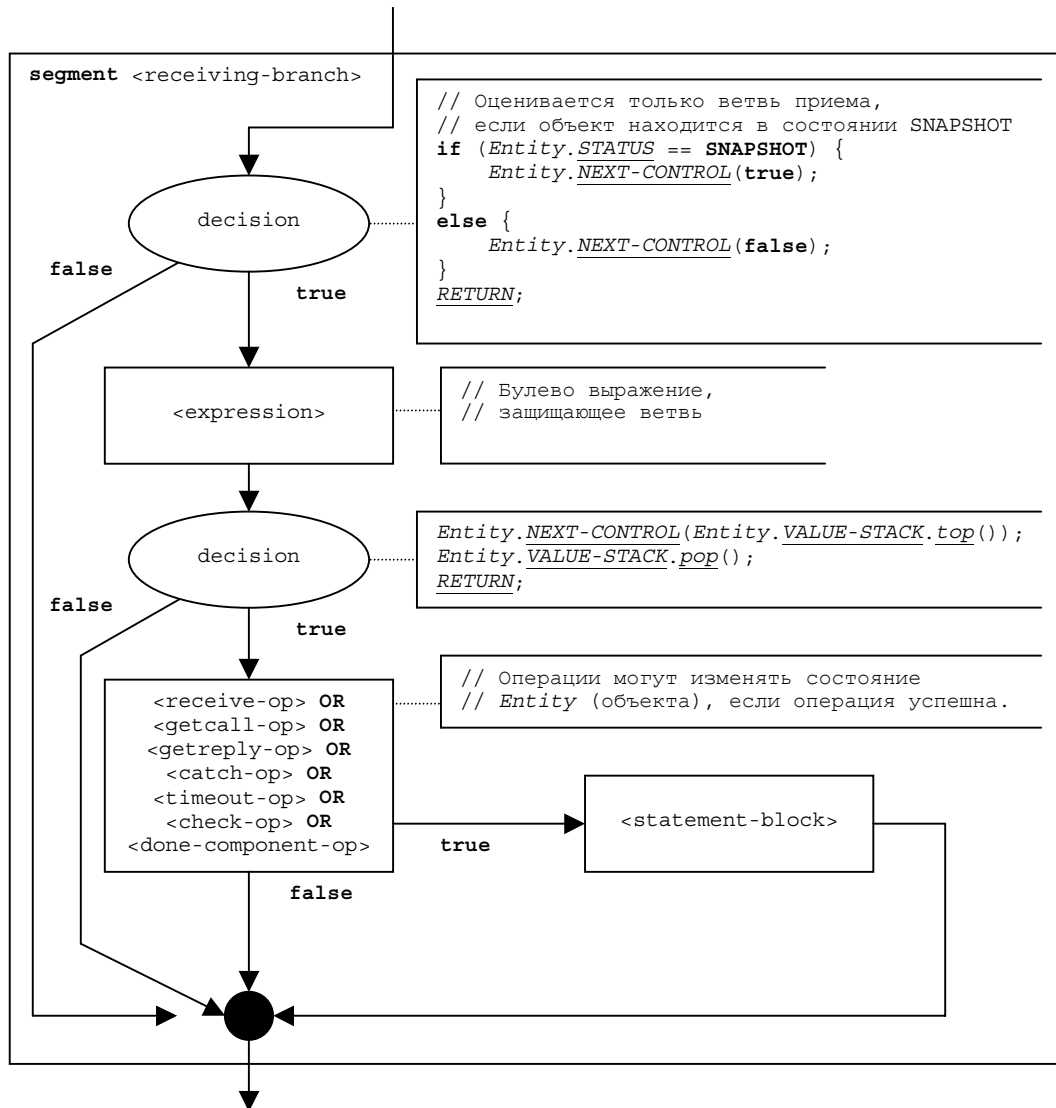 segment <receiving-branch>
// Оценивается только ветвь приема,
// если объект находится в состоянии SNAPSHOT
if (Entity.STATUS == SNAPSHOT) {
Entity.NEXT-CONTROL(true);
}
else {
Entity.NEXT-CONTROL(false);
}
RETURN;
decision
false
true
<expression>
// Булево выражение,
// защищающее ветвь
decision
Entity.NEXT-CONTROL(Entity.VALUE-STACK.top());
Entity.VALUE-STACK.pop();
RETURN;
false
true
<receive-op> OR
<getcall-op> OR
<getreply-op> OR
<catch-op> OR
<timeout-op> OR
<check-op> OR
<done-component-op>
// Операции могут изменять состояние
// Entity (объекта), если операция успешна.
true
<statement-block>
false